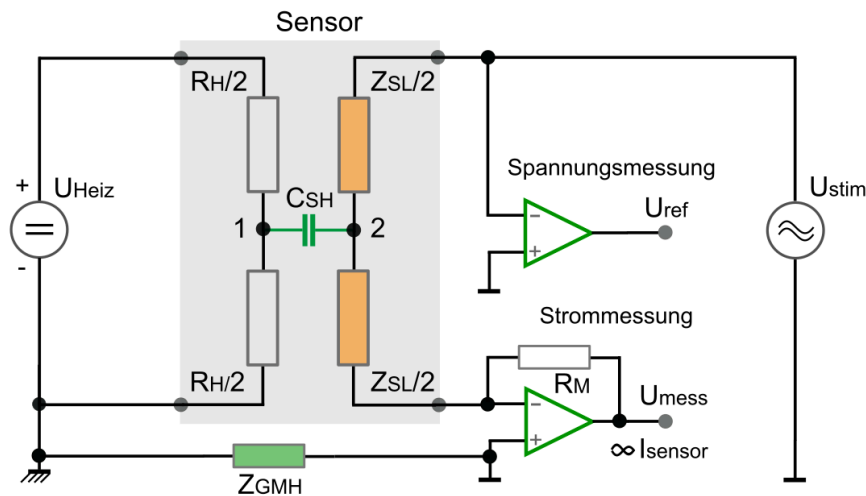 Sensor
RH/2
ZSL/2
+
UHeiz
-
CSH
1
2
Spannungsmessung
Uref
Ustim
-
+
RH/2
ZSL/2
Strommessung
RM
-
+
Umess
∞ Isensor
ZGMH